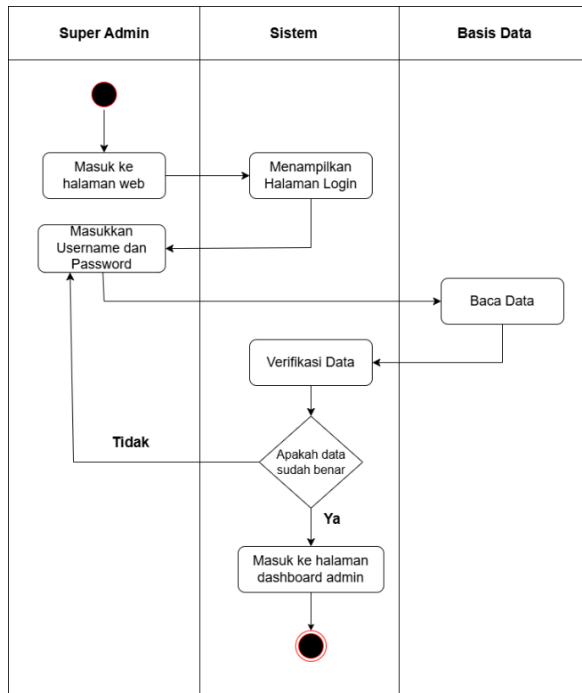 Super Admin
Sistem
Basis Data
Masuk ke
halaman web
Menampilkan
Halaman Login
Masukkan
Username dan
Password
Baca Data
Verifikasi Data
Tidak
Apakah data
sudah benar
Ya
Masuk ke halaman
dashboard admin